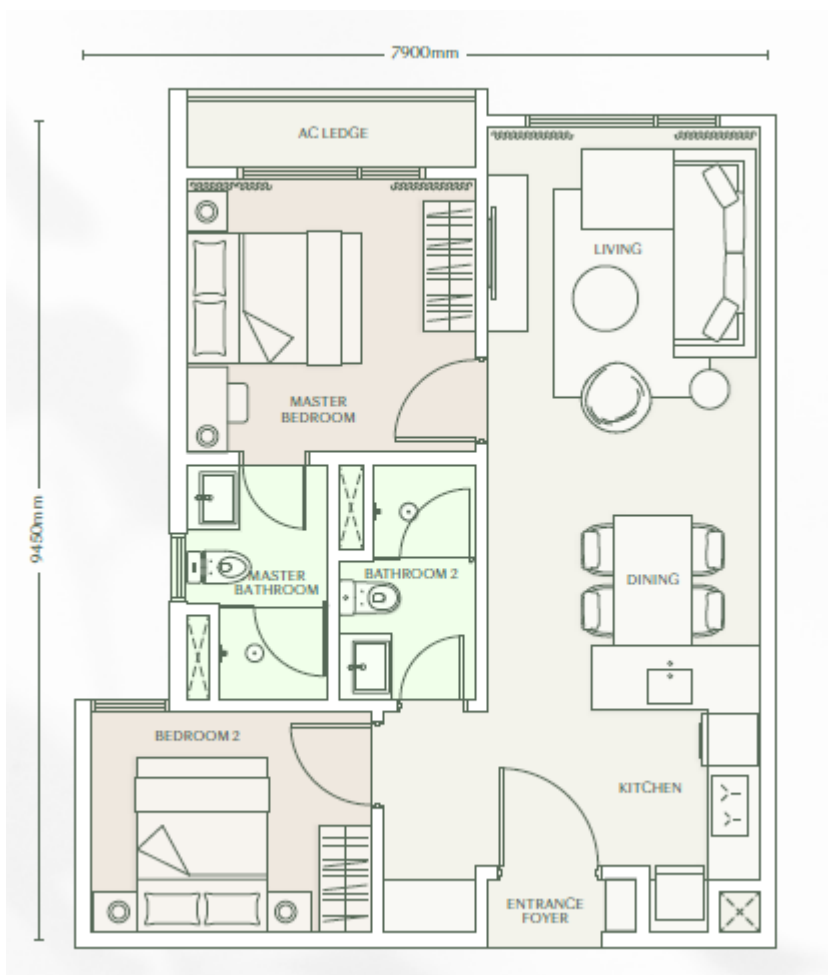 7900mm
AC LEDGE
LIVING
MASTER
BEDROOM
9450mm
MASTER
BATHROOM
BATHROOM 2
DINING
BEDROOM 2
KITCHEN
ENTRANCE
FOYER